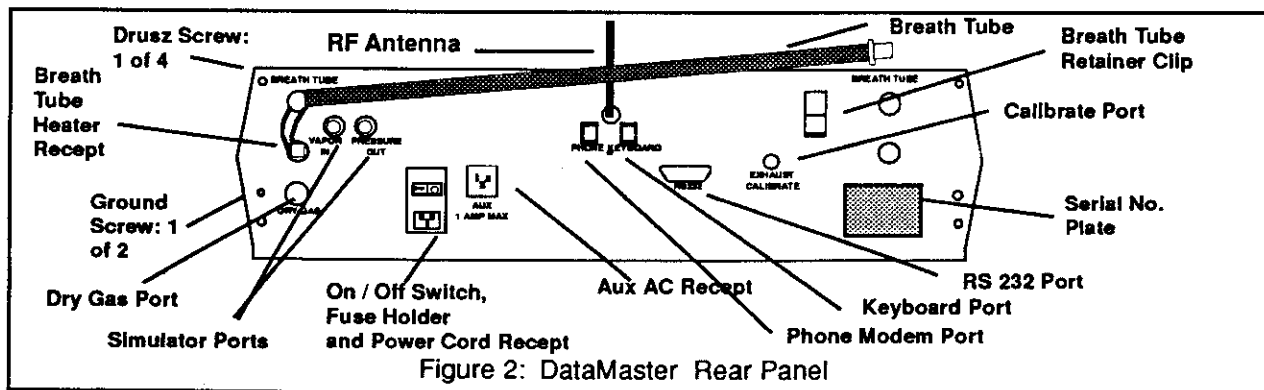 Drusz Screw:
1 of 4
RF Antenna
Breath Tube
Breath Tube
Retainer Clip
Breath
Tube
Heater
Recept
BREATH TUBE
BREATH TUBE
Calibrate Port
VAPOR
IN
PRESSURE
OUT
PHONE KEYBOARD
EXHAUST
CALIBRATE
RS232
AUX
1 AMP MAX
DRY GAS
Ground
Screw: 1
of 2
Serial No.
Plate
Dry Gas Port
Simulator Ports
On / Off Switch,
Fuse Holder
and Power Cord Recept
Aux AC Recept
RS 232 Port
Keyboard Port
Phone Modem Port
Figure 2: DataMaster Rear Panel